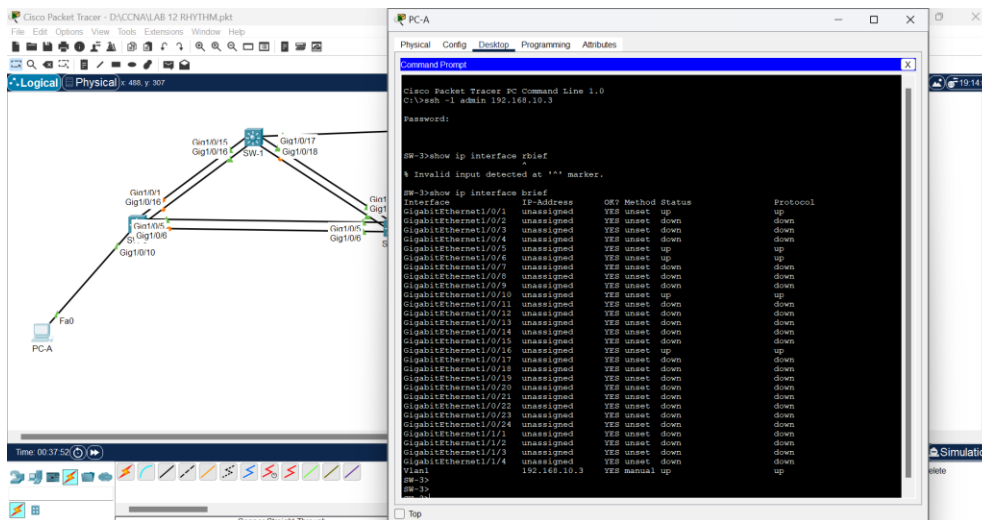 Cisco Packet Tracer - D:\CCNA\LAB 12 RHYTHM.pkt
File Edit Options View Tools Extensions Window Help
Logical Physical x: 488, y: 307
19:14:
Gig1/0/15 Gig1/0/17
Gig1/0/16 SW-1 Gig1/0/18
Gig1/0/1
Gig1/0/16
Gig1/0/5
Gig1/0/6
Gig1/0/10
Gig1/0/5
Gig1/0/6
Fa0
PC-A
Time: 00:37:52
Simulatio
elete
PC-A
Physical Config Desktop Programming Attributes
Command Prompt X
Cisco Packet Tracer PC Command Line 1.0
C:\>ssh -l admin 192.168.10.3
Password:
SW-3>show ip interface rbief
^
% Invalid input detected at '^' marker.
SW-3>show ip interface brief
Interface IP-Address OK? Method Status Protocol
GigabitEthernet1/0/1 unassigned YES unset up up
GigabitEthernet1/0/2 unassigned YES unset down down
GigabitEthernet1/0/3 unassigned YES unset down down
GigabitEthernet1/0/4 unassigned YES unset down down
GigabitEthernet1/0/5 unassigned YES unset up up
GigabitEthernet1/0/6 unassigned YES unset up up
GigabitEthernet1/0/7 unassigned YES unset down down
GigabitEthernet1/0/8 unassigned YES unset down down
GigabitEthernet1/0/9 unassigned YES unset down down
GigabitEthernet1/0/10 unassigned YES unset up up
GigabitEthernet1/0/11 unassigned YES unset down down
GigabitEthernet1/0/12 unassigned YES unset down down
GigabitEthernet1/0/13 unassigned YES unset down down
GigabitEthernet1/0/14 unassigned YES unset down down
GigabitEthernet1/0/15 unassigned YES unset down down
GigabitEthernet1/0/16 unassigned YES unset up up
GigabitEthernet1/0/17 unassigned YES unset down down
GigabitEthernet1/0/18 unassigned YES unset down down
GigabitEthernet1/0/19 unassigned YES unset down down
GigabitEthernet1/0/20 unassigned YES unset down down
GigabitEthernet1/0/21 unassigned YES unset down down
GigabitEthernet1/0/22 unassigned YES unset down down
GigabitEthernet1/0/23 unassigned YES unset down down
GigabitEthernet1/0/24 unassigned YES unset down down
GigabitEthernet1/1/1 unassigned YES unset down down
GigabitEthernet1/1/2 unassigned YES unset down down
GigabitEthernet1/1/3 unassigned YES unset down down
GigabitEthernet1/1/4 unassigned YES unset down down
Vlan1 192.168.10.3 YES manual up up
SW-3>
SW-3>
Top